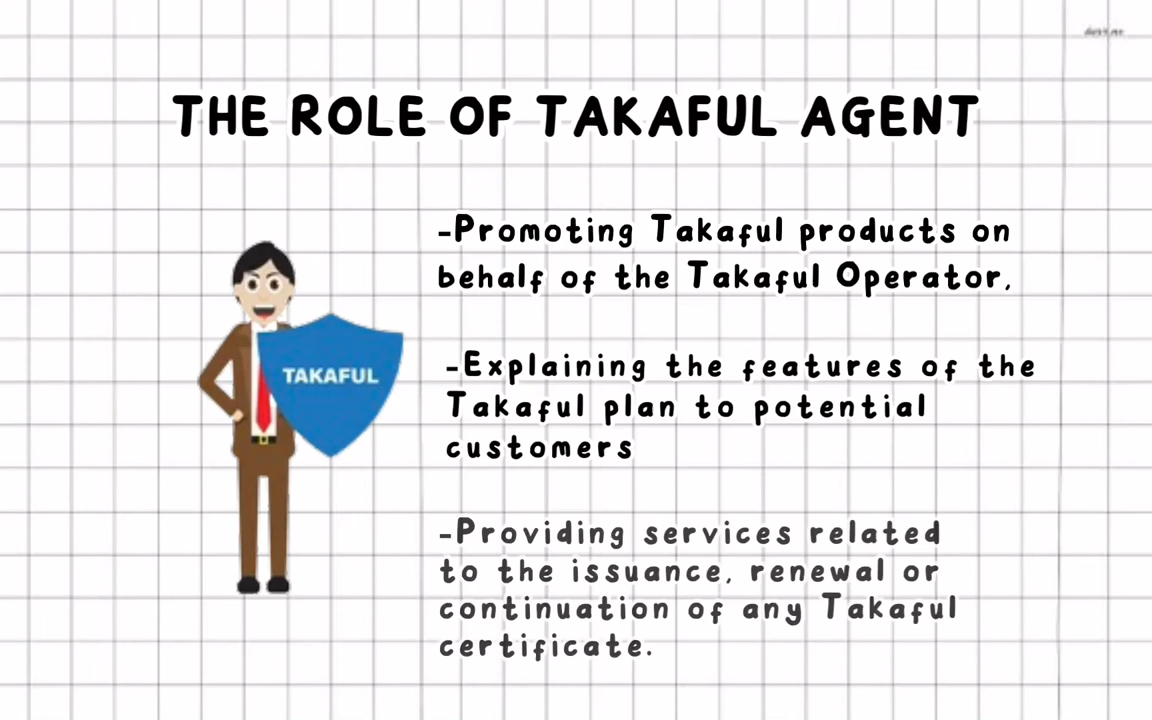 THE ROLE OF TAKAFUL AGENT
-Promoting Takaful products on
behalf of the Takaful Operator.
TAKAFUL
-Explaining the features of the
Takaful plan to potential
customers
-Providing services related
to the issuance, renewal or
continuation of any Takaful
certificate.